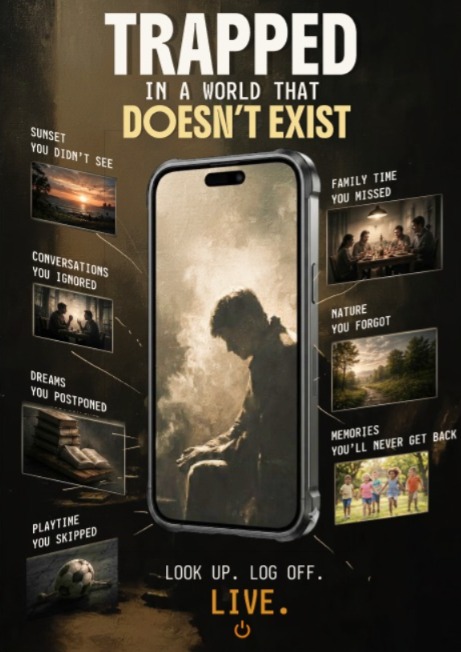 TRAPPED
IN A WORLD THAT
DOESN'T EXIST
SUNSET
YOU DIDN'T SEE
CONVERSATIONS
YOU IGNORED
DREAMS
YOU POSTPONED
PLAYTIME
YOU SKIPPED
FAMILY TIME
YOU MISSED
NATURE
YOU FORGOT
MEMORIES
YOU'LL NEVER GET BACK
LOOK UP. LOG OFF.
LIVE.